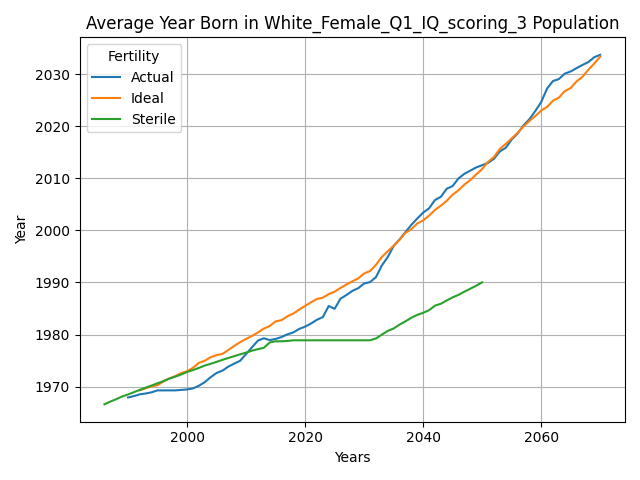 Average Year Born in White_Female_Q1_IQ_scoring_3 Population
Fertility
Actual
Ideal
Sterile
Year
2030
2020
2010
2000
1990
1980
1970
2000 2020 2040 2060
Years